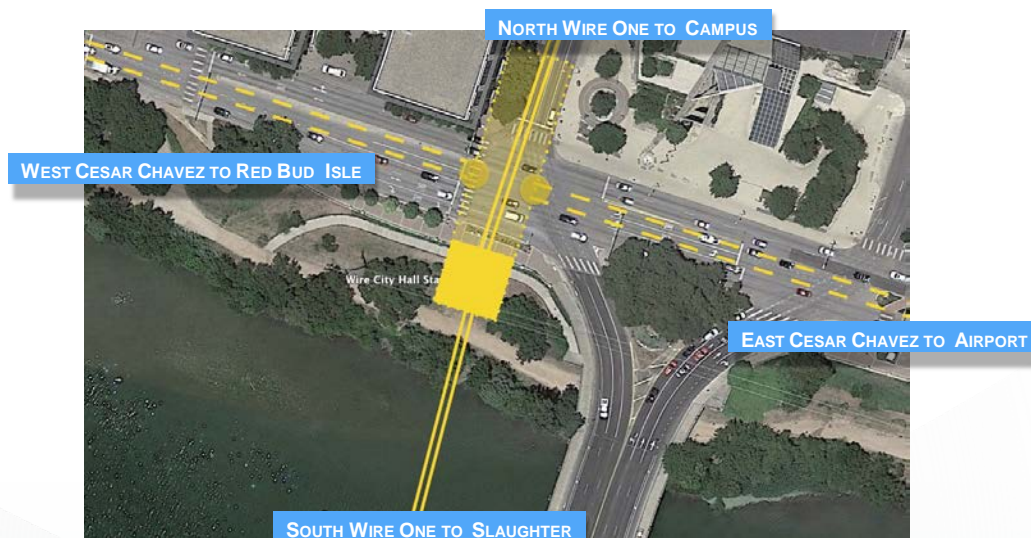 NORTH WIRE ONE TO CAMPUS
WEST CESAR CHAVEZ TO RED BUD ISLE
Wire City Hall Sta
EAST CESAR CHAVEZ TO AIRPORT
SOUTH WIRE ONE TO SLAUGHTER